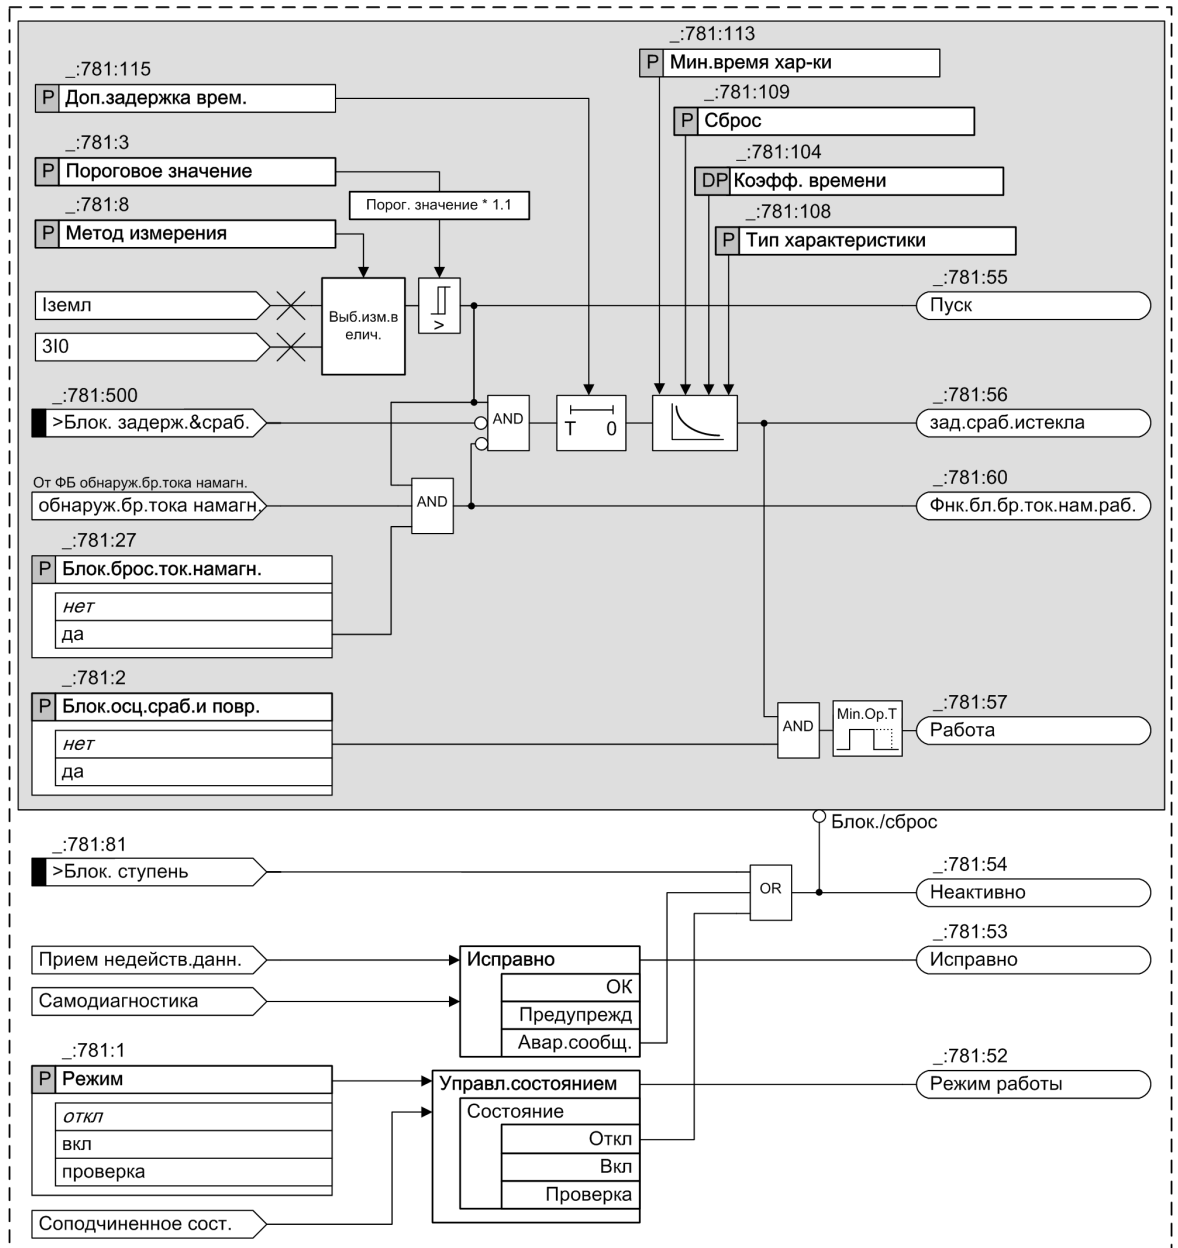 _:781:113
P Мин.время хар-ки
_:781:115
P Доп.задержка врем.
_:781:109
P Сброс
_:781:3
P Пороговое значение
_:781:104
DP Коэфф. времени
Порог. значение * 1.1
_:781:8
P Метод измерения
_:781:108
P Тип характеристики
_:781:55
Iземл
Пуск
Выб.изм.в
елич.
>
3I0
_:781:500
>Блок. задерж.&сраб.
AND
T 0
_:781:56
зад.сраб.истекла
От ФБ обнаруж.бр.тока намагн.
обнаруж.бр.тока намагн.
AND
_:781:60
Фнк.бл.бр.ток.нам.раб.
_:781:27
P Блок.брос.ток.намагн.
нет
да
_:781:2
P Блок.осц.сраб.и повр.
нет
да
AND
Min.Op.T
_:781:57
Работа
Блок./сброс
_:781:81
>Блок. ступень
OR
_:781:54
Неактивно
Прием недейств.данн.
Самодиагностика
Исправно
ОК
Предупрежд
Авар.сообщ.
_:781:53
Исправно
_:781:1
P Режим
откл
вкл
проверка
Соподчиненное сост.
Управл.состоянием
Состояние
Откл
Вкл
Проверка
_:781:52
Режим работы